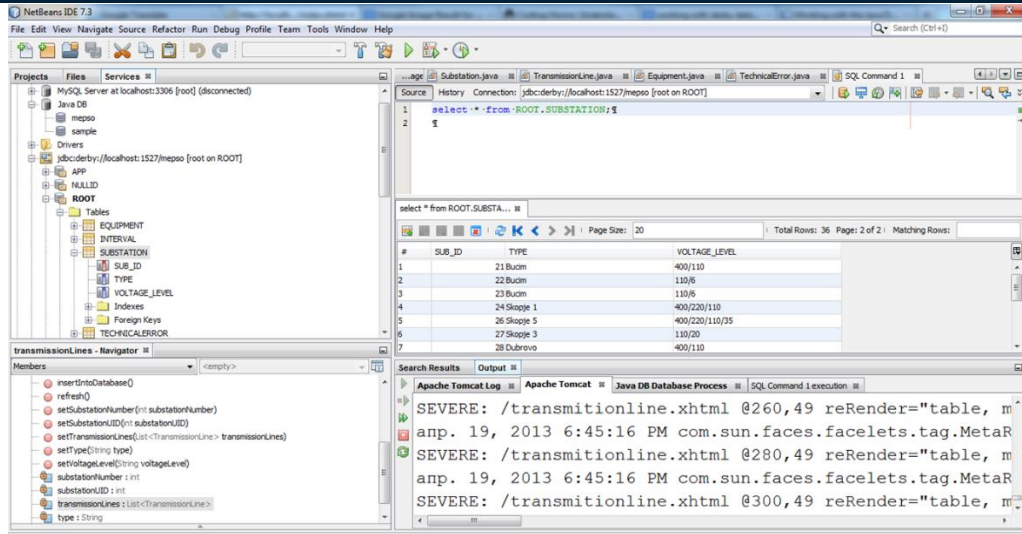 NetBeans IDE 7.3
File Edit View Navigate Source Refactor Run Debug Profile Team Tools Window Help
Search (Ctrl+I)
Projects Files Services
MySQL Server at localhost:3306 [root] (disconnected)
Java DB
mepso
sample
Drivers
jdbc:derby://localhost:1527/mepso [root on ROOT]
APP
NULLID
ROOT
Tables
EQUIPMENT
INTERVAL
SUBSTATION
SUB_ID
TYPE
VOLTAGE_LEVEL
Indexes
Foreign Keys
TECHNICALERROR
transmissionLines - Navigator
Members <empty>
insertIntoDatabase()
refresh()
setSubstationNumber(int substationNumber)
setSubstationUID(int substationUID)
setTransmissionLines(List<TransmissionLine> transmissionLines)
setType(String type)
setVoltageLevel(String voltageLevel)
substationNumber : int
substationUID : int
transmissionLines : List<TransmissionLine>
type : String
...age Substation.java TransmissionLine.java Equipment.java TechnicalError.java SQL Command 1
Source History Connection: jdbc:derby://localhost:1527/mepso [root on ROOT]
1 select * from ROOT.SUBSTATION;¶
2 ¶
select * from ROOT.SUBSTA...
Page Size: 20 Total Rows: 36 Page: 2 of 2 Matching Rows:
# SUB_ID TYPE VOLTAGE_LEVEL
1 21 Bucim 400/110
2 22 Bucim 110/6
3 23 Bucim 110/6
4 24 Skopje 1 400/220/110
5 26 Skopje 5 400/220/110/35
6 27 Skopje 3 110/20
7 28 Dubrovo 400/110
Search Results Output
Apache Tomcat Log Apache Tomcat Java DB Database Process SQL Command 1 execution
SEVERE: /transmitionline.xhtml @260,49 reRender="table, m
апр. 19, 2013 6:45:16 PM com.sun.faces.facelets.tag.MetaR
SEVERE: /transmitionline.xhtml @280,49 reRender="table, m
апр. 19, 2013 6:45:16 PM com.sun.faces.facelets.tag.MetaR
SEVERE: /transmitionline.xhtml @300,49 reRender="table, m